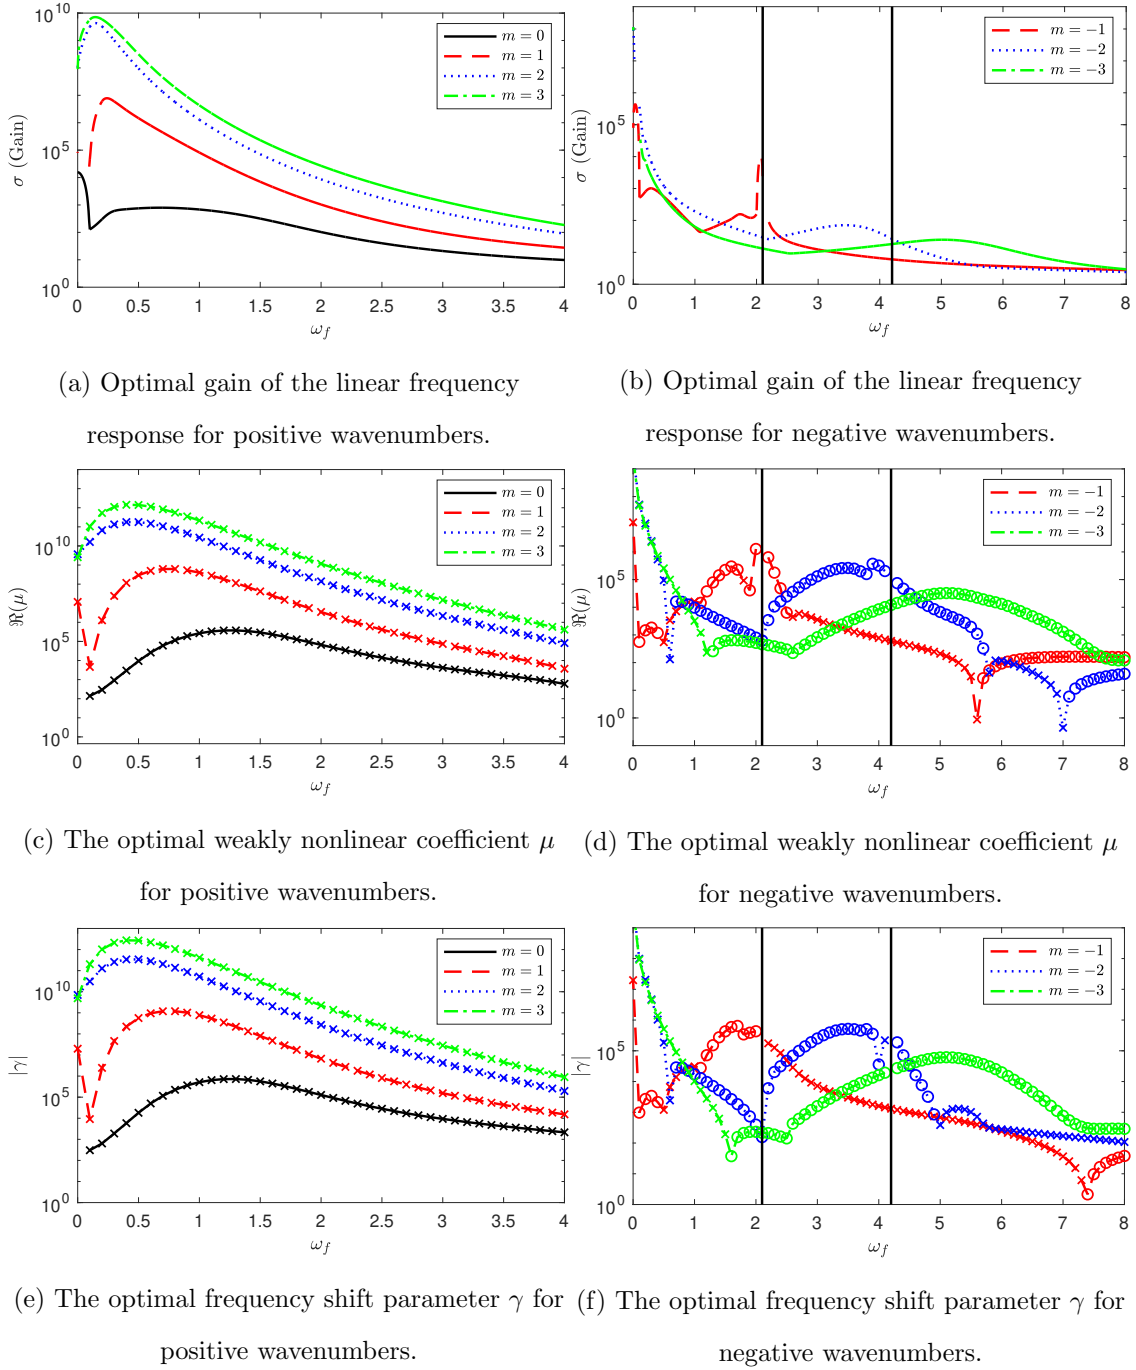 10^10
10^5
10^0
σ (Gain)
0 0.5 1 1.5 2 2.5 3 3.5 4
ω_f
m = 0
m = 1
m = 2
m = 3
10^5
10^0
σ (Gain)
0 1 2 3 4 5 6 7 8
ω_f
m = −1
m = −2
m = −3
(a) Optimal gain of the linear frequency
response for positive wavenumbers.
(b) Optimal gain of the linear frequency
response for negative wavenumbers.
10^10
10^5
10^0
ℜ(μ)
0 0.5 1 1.5 2 2.5 3 3.5 4
ω_f
m = 0
m = 1
m = 2
m = 3
10^5
10^0
ℜ(μ)
0 1 2 3 4 5 6 7 8
ω_f
m = −1
m = −2
m = −3
(c) The optimal weakly nonlinear coefficient μ
for positive wavenumbers.
(d) The optimal weakly nonlinear coefficient μ
for negative wavenumbers.
10^10
10^5
10^0
|γ|
0 0.5 1 1.5 2 2.5 3 3.5 4
ω_f
m = 0
m = 1
m = 2
m = 3
10^5
10^0
|γ|
0 1 2 3 4 5 6 7 8
ω_f
m = −1
m = −2
m = −3
(e) The optimal frequency shift parameter γ for
positive wavenumbers.
(f) The optimal frequency shift parameter γ for
negative wavenumbers.